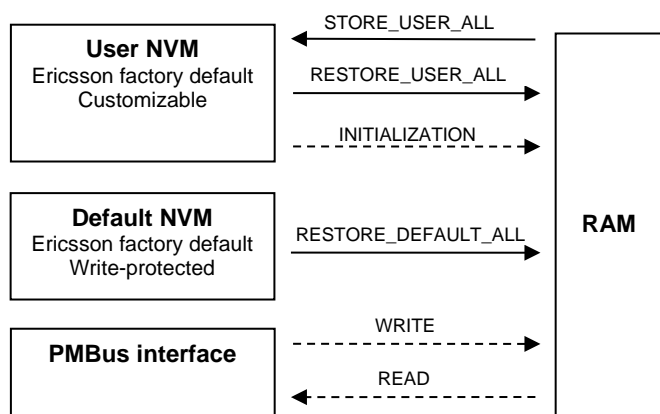 STORE_USER_ALL
User NVM
Ericsson factory default
Customizable
RESTORE_USER_ALL
INITIALIZATION
Default NVM
Ericsson factory default
Write-protected
RESTORE_DEFAULT_ALL
RAM
PMBus interface
WRITE
READ